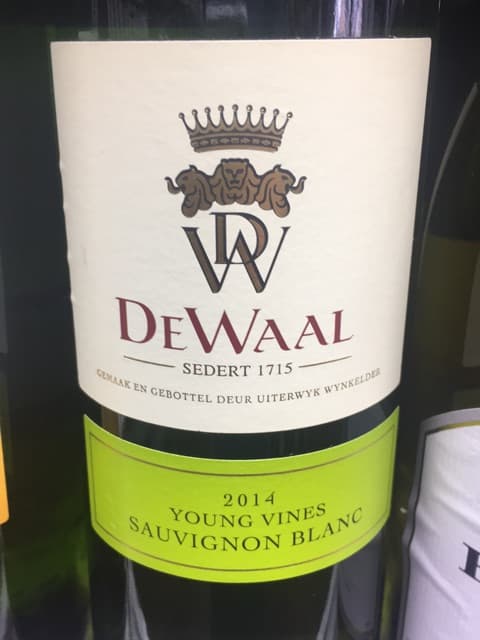 DW
DEWAAL
SEDERT 1715
GEMAAK EN GEBOTTEL DEUR UITERWYK WYNKELDER
2014
YOUNG VINES
SAUVIGNON BLANC